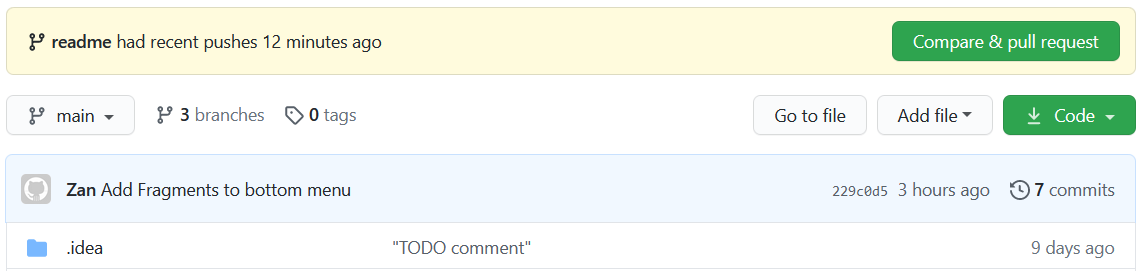 readme had recent pushes 12 minutes ago Compare & pull request
main 3 branches 0 tags Go to file Add file Code
Zan Add Fragments to bottom menu 229c0d5 3 hours ago 7 commits
.idea "TODO comment" 9 days ago